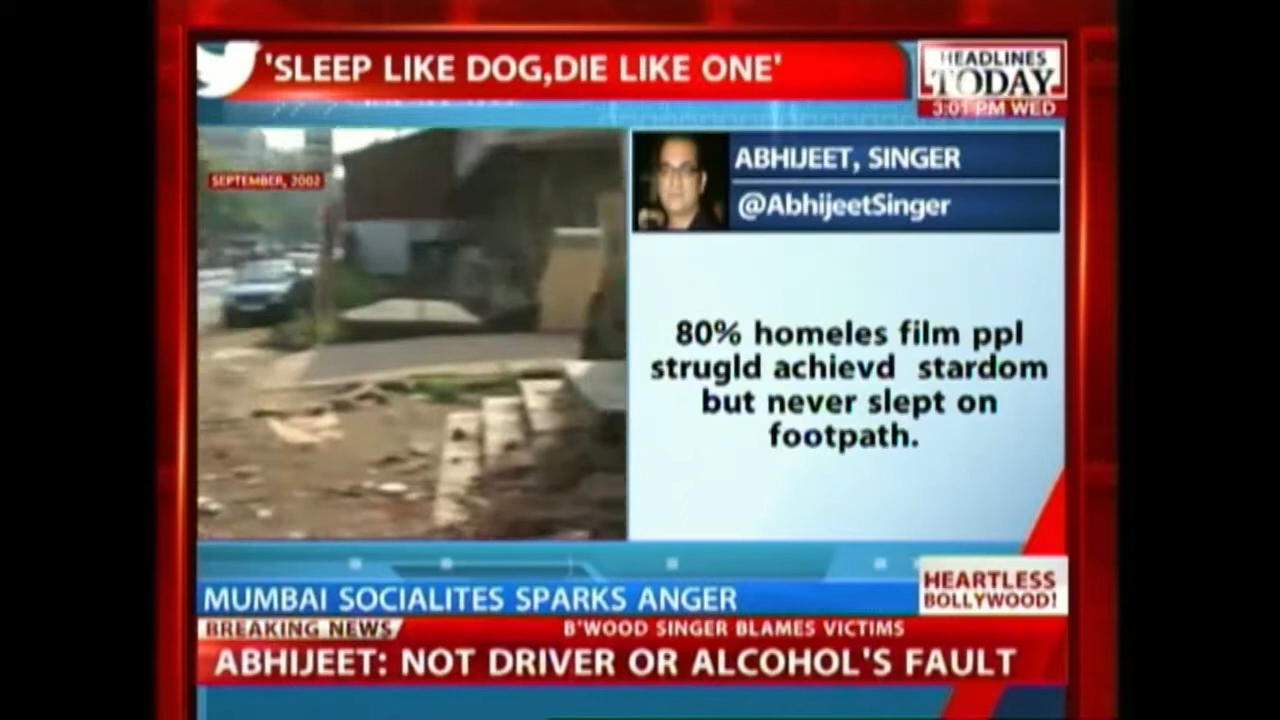 'SLEEP LIKE DOG,DIE LIKE ONE'
HEADLINES
TODAY
3:01 PM WED
SEPTEMBER, 2002
ABHIJEET, SINGER
@AbhijeetSinger
80% homeles film ppl
strugld achievd stardom
but never slept on
footpath.
MUMBAI SOCIALITES SPARKS ANGER
HEARTLESS
BOLLYWOOD!
BREAKING NEWS
B'WOOD SINGER BLAMES VICTIMS
ABHIJEET: NOT DRIVER OR ALCOHOL'S FAULT